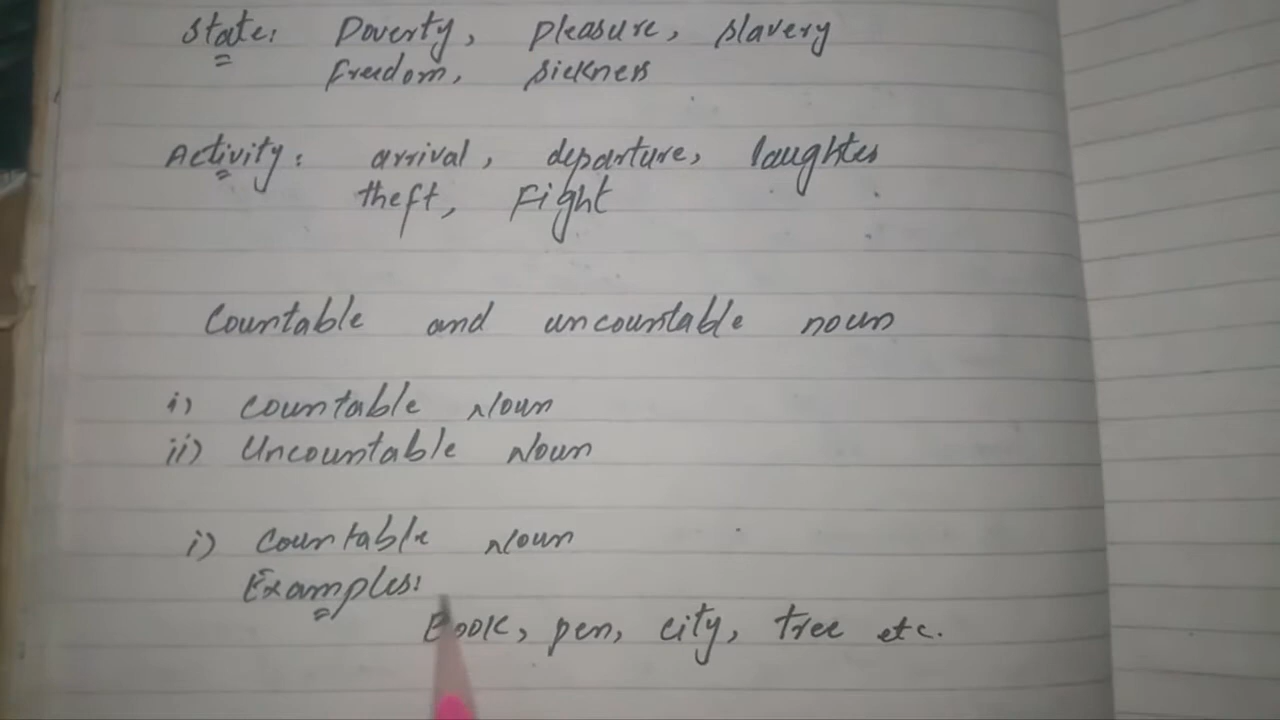 State: Poverty, pleasure, slavery
freedom, sickness
Activity: arrival, departure, laughter
theft, Fight
Countable and uncountable noun
i) Countable Noun
ii) Uncountable Noun
i) Countable Noun
Examples:
Book, pen, city, tree etc.